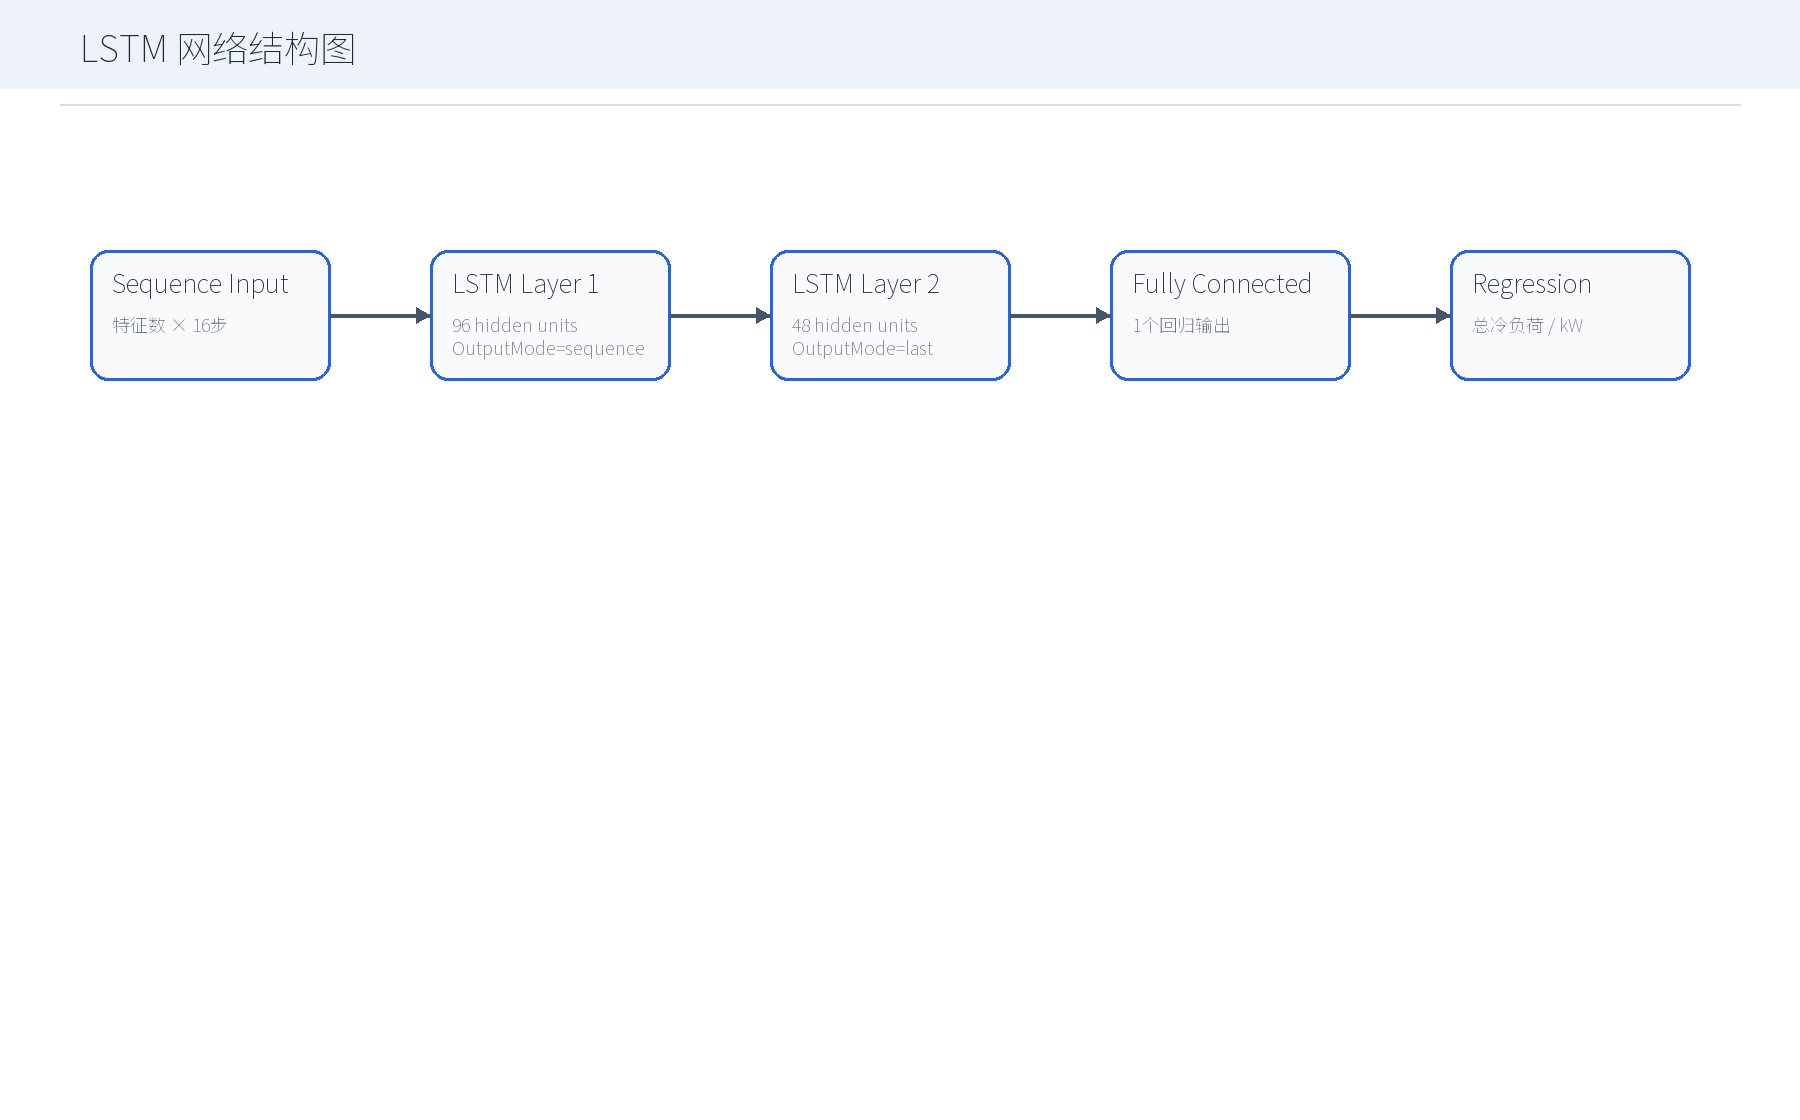 LSTM 网络结构图
Sequence Input
特征数 × 16步
LSTM Layer 1
96 hidden units
OutputMode=sequence
LSTM Layer 2
48 hidden units
OutputMode=last
Fully Connected
1个回归输出
Regression
总冷负荷 / kW